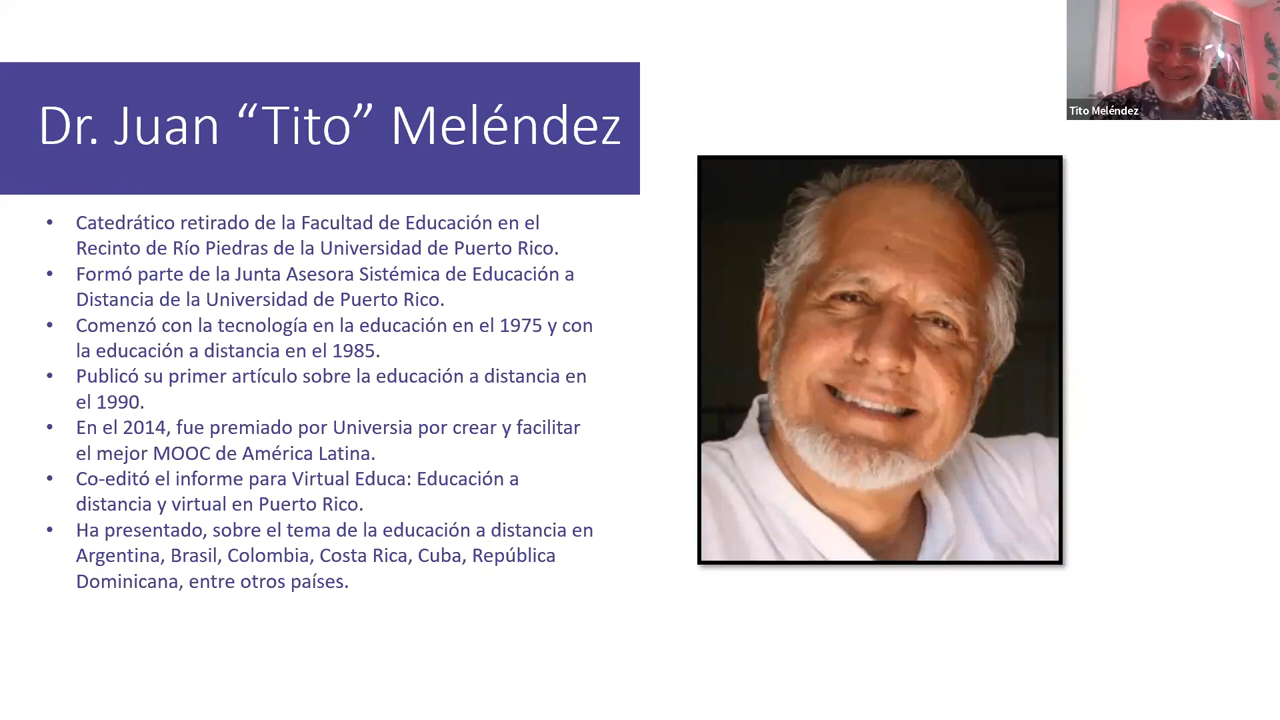 Dr. Juan “Tito” Meléndez
Tito Meléndez
• Catedrático retirado de la Facultad de Educación en el
Recinto de Río Piedras de la Universidad de Puerto Rico.
• Formó parte de la Junta Asesora Sistémica de Educación a
Distancia de la Universidad de Puerto Rico.
• Comenzó con la tecnología en la educación en el 1975 y con
la educación a distancia en el 1985.
• Publicó su primer artículo sobre la educación a distancia en
el 1990.
• En el 2014, fue premiado por Universia por crear y facilitar
el mejor MOOC de América Latina.
• Co-editó el informe para Virtual Educa: Educación a
distancia y virtual en Puerto Rico.
• Ha presentado, sobre el tema de la educación a distancia en
Argentina, Brasil, Colombia, Costa Rica, Cuba, República
Dominicana, entre otros países.